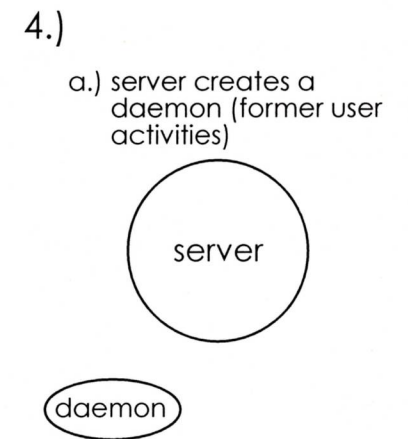 4.)
a.) server creates a
daemon (former user
activities)
server
daemon